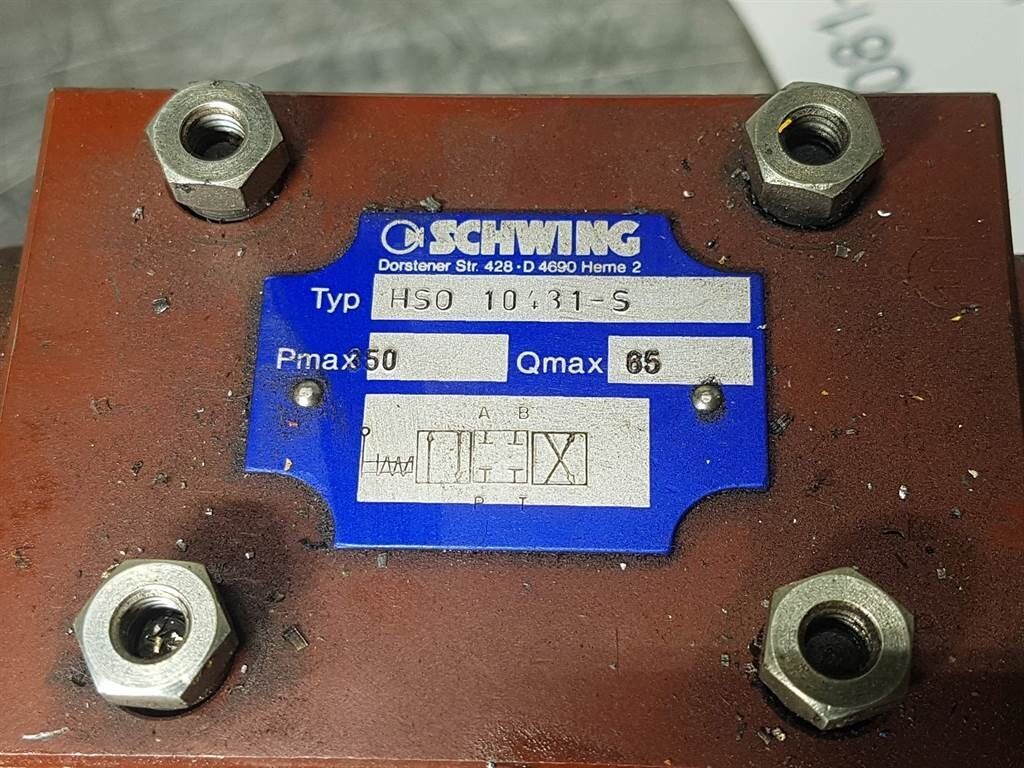 SCHWING
Dorstener Str. 428 · D 4690 Herne 2
Typ HSO 10431-S
Pmax 350 Qmax 65
A B
P T